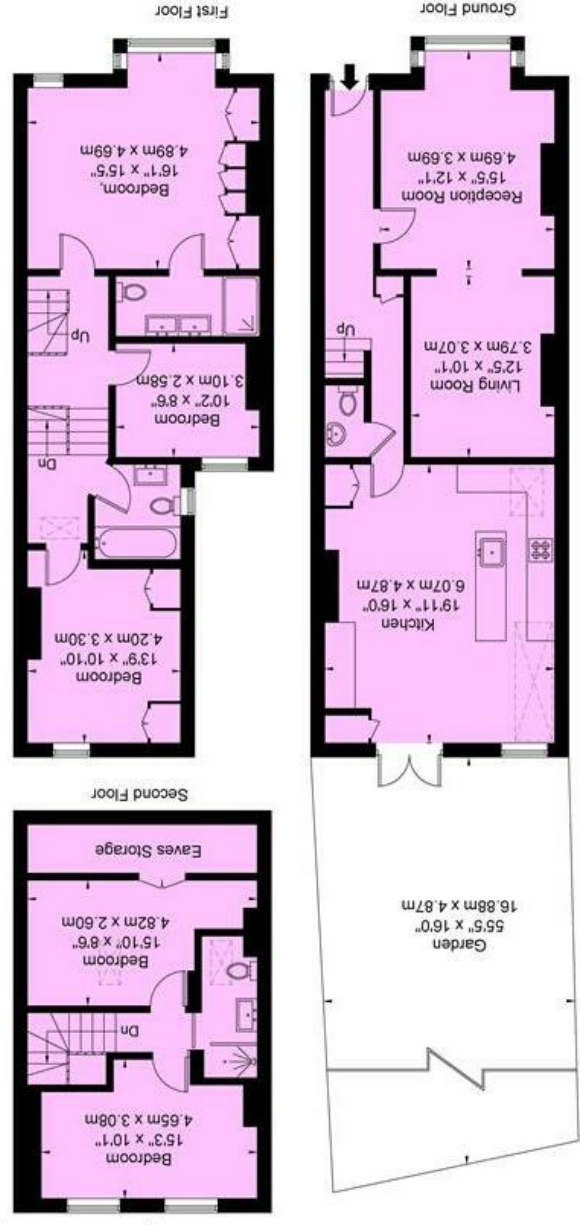 Ground Floor
Reception Room
15'5" x 12'1"
4.69m x 3.69m
Living Room
12'5" x 10'1"
3.79m x 3.07m
Up
Kitchen
19'11" x 16'0"
6.07m x 4.87m
Garden
55'5" x 16'0"
16.88m x 4.87m
First Floor
Bedroom,
16'1" x 15'5"
4.89m x 4.69m
Up
Bedroom
10'2" x 8'6"
3.10m x 2.58m
Dn
Bedroom
13'9" x 10'10"
4.20m x 3.30m
Second Floor
Eaves Storage
Bedroom
15'10" x 8'6"
4.82m x 2.60m
Dn
Bedroom
15'3" x 10'1"
4.65m x 3.08m